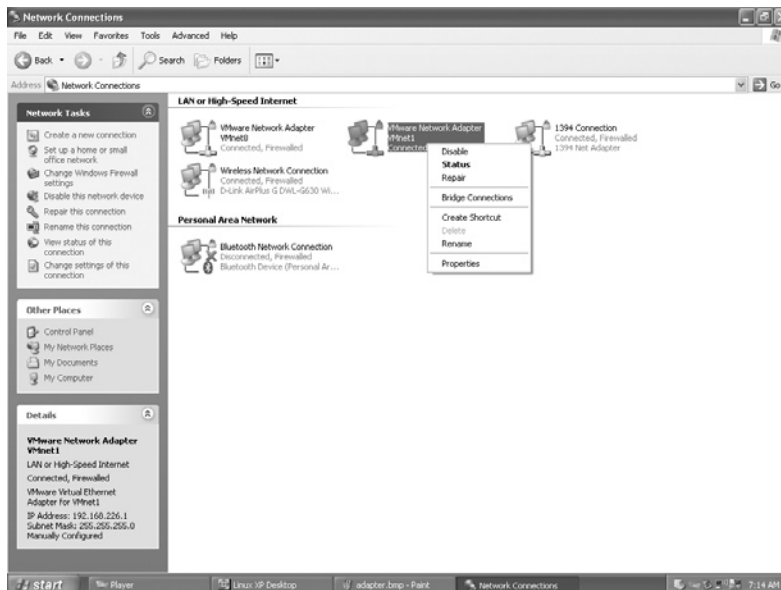 Network Connections
File Edit View Favorites Tools Advanced Help
Back Search Folders
Address Network Connections Go
Network Tasks
Create a new connection
Set up a home or small
office network
Change Windows Firewall
settings
Disable this network device
Repair this connection
Rename this connection
View status of this
connection
Change settings of this
connection
Other Places
Control Panel
My Network Places
My Documents
My Computer
Details
VMware Network Adapter
VMnet1
LAN or High-Speed Internet
Connected, Firewalled
VMware Virtual Ethernet
Adapter for VMnet1
IP Address: 192.168.226.1
Subnet Mask: 255.255.255.0
Manually Configured
LAN or High-Speed Internet
VMware Network Adapter
VMnet8
Connected, Firewalled
VMware Network Adapter
VMnet1
Connected
1394 Connection
Connected, Firewalled
1394 Net Adapter
Wireless Network Connection
Connected, Firewalled
D-Link AirPlus G DWL-G630 Wi...
Disable
Status
Repair
Bridge Connections
Create Shortcut
Delete
Rename
Properties
Personal Area Network
Bluetooth Network Connection
Disconnected, Firewalled
Bluetooth Device (Personal Ar...
start Player Linux XP Desktop adapter.bmp - Paint Network Connections 7:14 AM